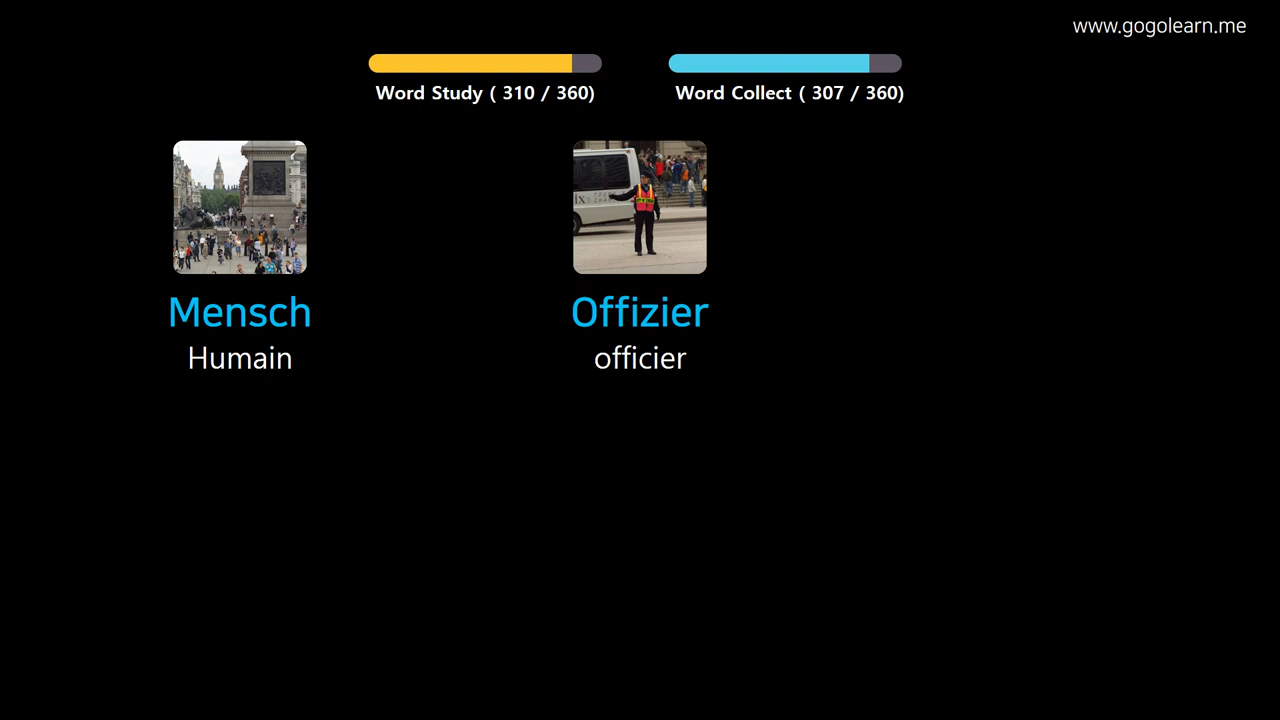 www.gogolearn.me
Word Study ( 310 / 360)
Word Collect ( 307 / 360)
Mensch
Humain
Offizier
officier